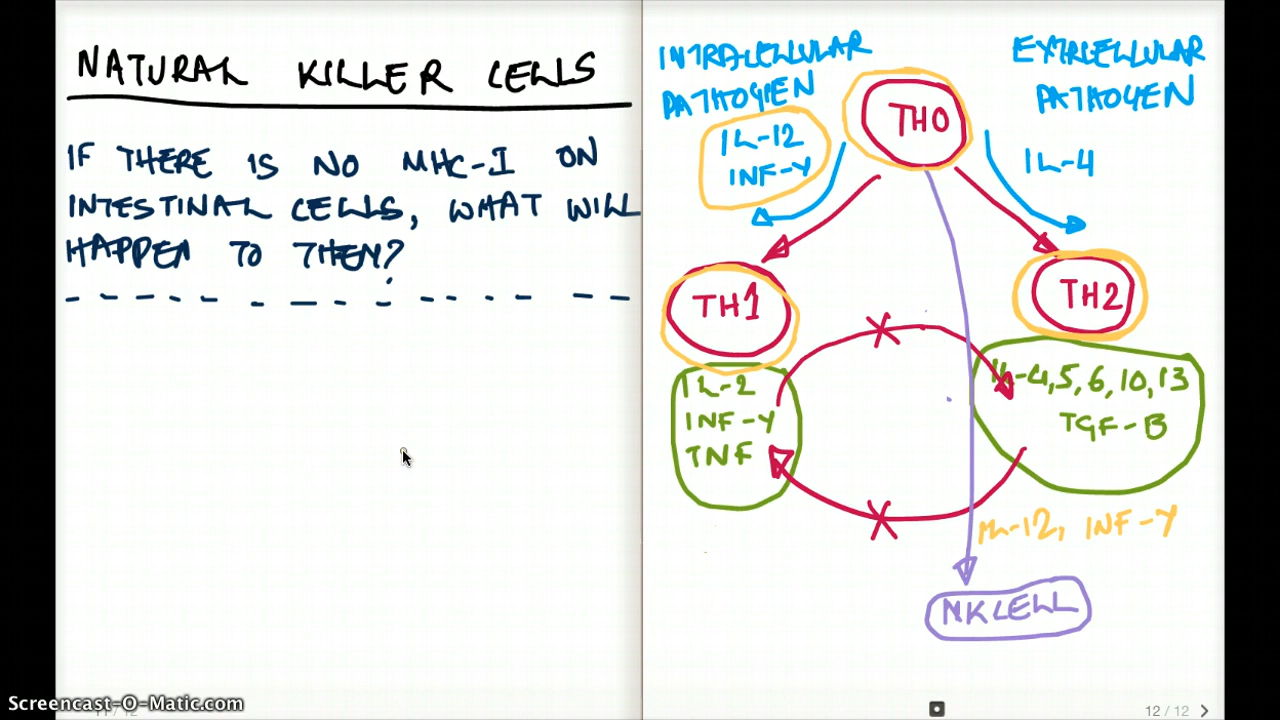 NATURAL KILLER CELLS
IF THERE IS NO MHC-I ON
INTESTINAL CELLS, WHAT WILL
HAPPEN TO THEM?
INTRACELLULAR
PATHOGEN
EXTRCELLULAR
PATHOGEN
TH0
IL-12
INF-γ
IL-4
TH1
TH2
IL-2
INF-γ
TNF
IL-4,5,6,10,13
TGF-B
IL-12, INF-γ
NK CELL
Screencast-O-Matic.com
12 / 12